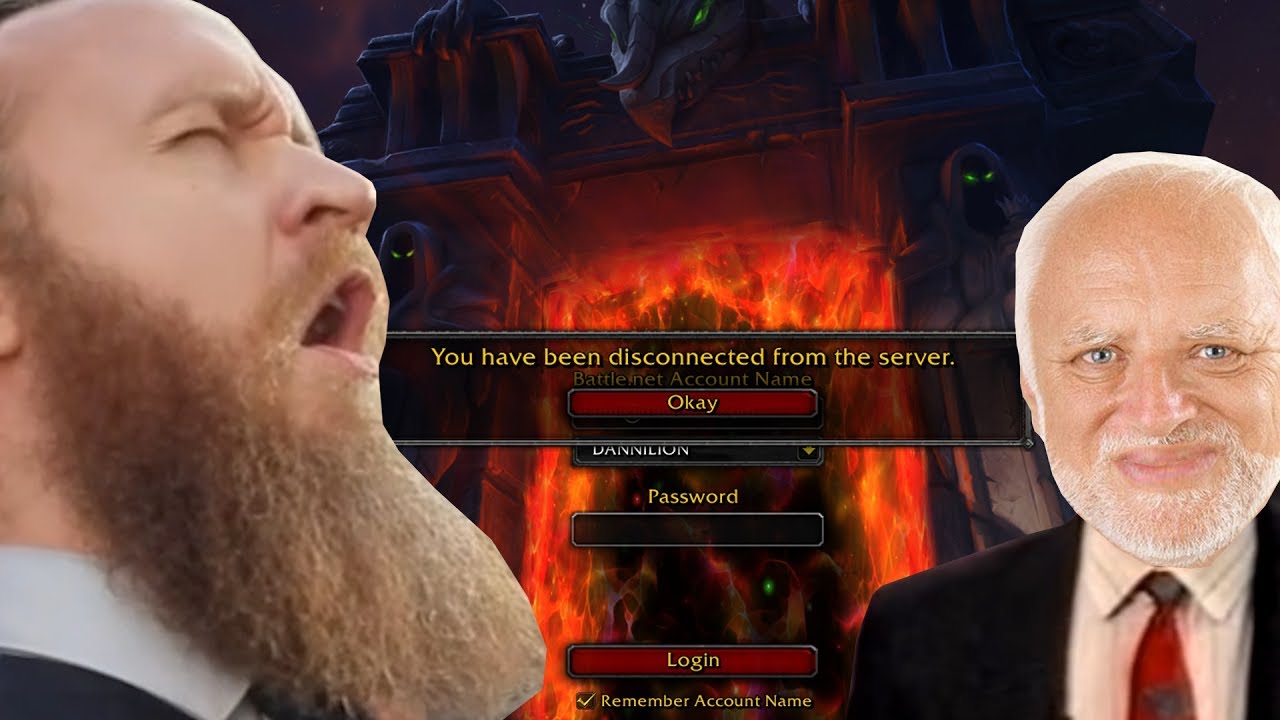 You have been disconnected from the server.
Battle.net Account Name
Okay
DANNILION
Password
Login
Remember Account Name